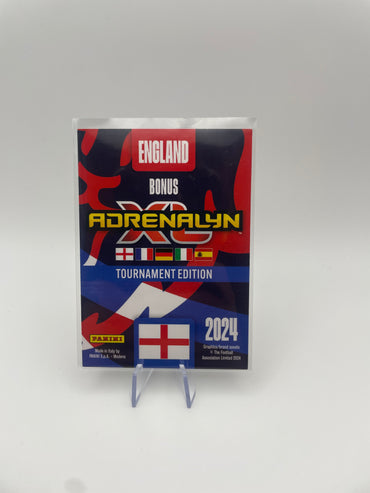 ENGLAND
BONUS
ADRENALYN
XL
TOURNAMENT EDITION
PANINI
Made in Italy by
PANINI S.p.A. - Modena
2024
Graphics/brand assets
© The Football
Association Limited 2024